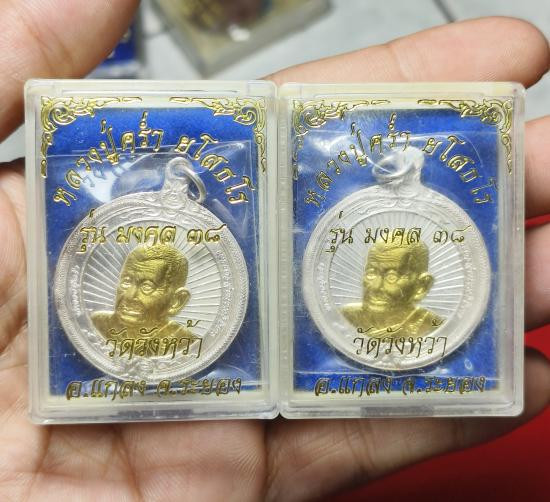 หลวงปู่คร่ำ ยโสธโร
รุ่น มงคล ๓๘
วัดวังหว้า
อ.แกลง จ.ระยอง
หลวงปู่คร่ำ ยโสธโร
รุ่น มงคล ๓๘
วัดวังหว้า
อ.แกลง จ.ระยอง